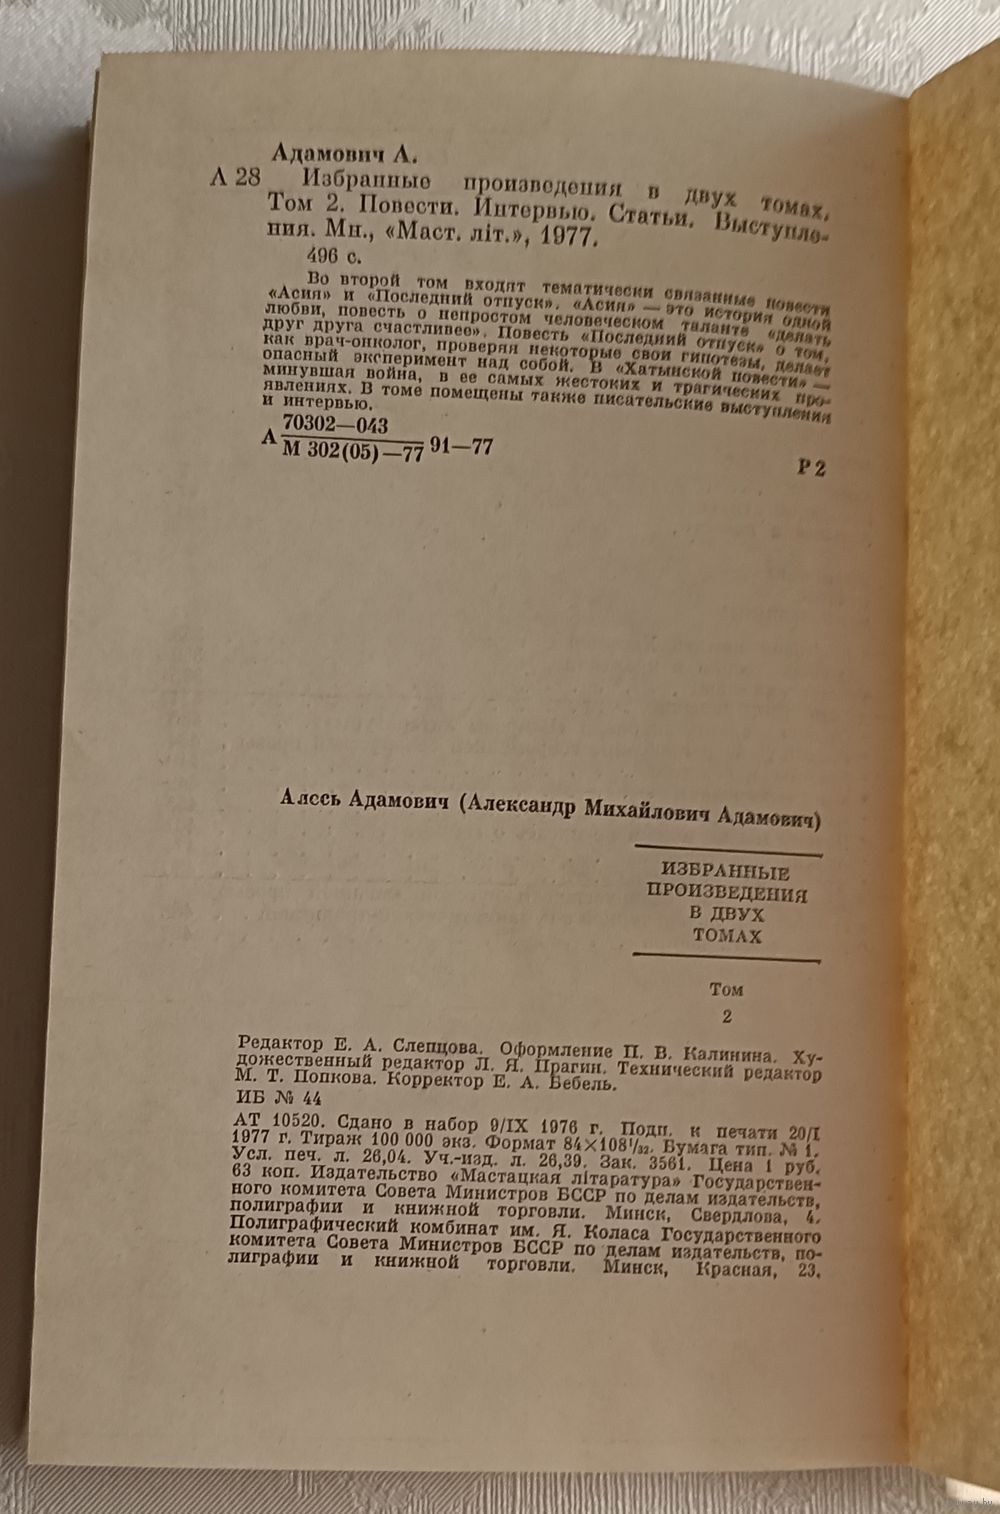 Адамович А.
А 28 Избранные произведения в двух томах.
Том 2. Повести. Интервью. Статьи. Выступле-
ния. Мн., «Маст. літ.», 1977.
496 с.
Во второй том входят тематически связанные повести
«Асия» и «Последний отпуск». «Асия» — это история одной
любви, повесть о непростом человеческом таланте «делать
друг друга счастливее». Повесть «Последний отпуск» о том,
как врач-онколог, проверяя некоторые свои гипотезы, делает
опасный эксперимент над собой. В «Хатынской повести» —
минувшая война, в ее самых жестоких и трагических про-
явлениях. В томе помещены также писательские выступления
и интервью.
А 70302—043
М 302(05)—77 91—77
Р 2
Алесь Адамович (Александр Михайлович Адамович)
ИЗБРАННЫЕ
ПРОИЗВЕДЕНИЯ
В ДВУХ
ТОМАХ
Том
2
Редактор Е. А. Слепцова. Оформление П. В. Калинина. Ху-
дожественный редактор Л. Я. Прагин. Технический редактор
М. Т. Попкова. Корректор Е. А. Бебель.
ИБ № 44
АТ 10520. Сдано в набор 9/IX 1976 г. Подп. к печати 20/I
1977 г. Тираж 100 000 экз. Формат 84×108¹/₃₂. Бумага тип. № 1.
Усл. печ. л. 26,04. Уч.-изд. л. 26,39. Зак. 3561. Цена 1 руб.
63 коп. Издательство «Мастацкая літаратура» Государствен-
ного комитета Совета Министров БССР по делам издательств,
полиграфии и книжной торговли. Минск, Свердлова, 4.
Полиграфический комбинат им. Я. Коласа Государственного
комитета Совета Министров БССР по делам издательств, по-
лиграфии и книжной торговли. Минск, Красная, 23.